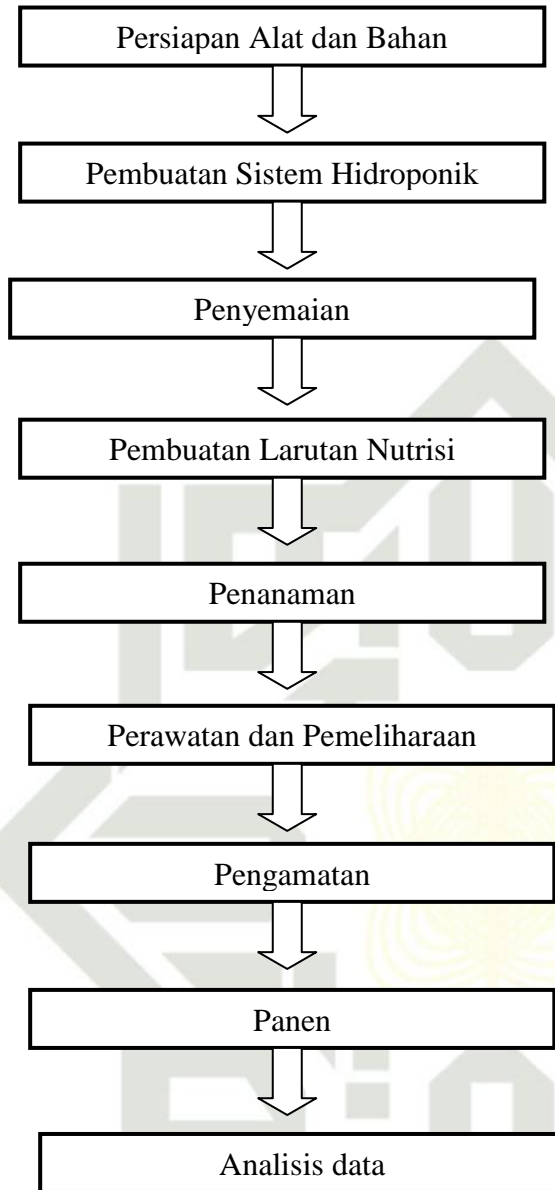 Persiapan Alat dan Bahan
Pembuatan Sistem Hidroponik
Penyemaian
Pembuatan Larutan Nutrisi
Penanaman
Perawatan dan Pemeliharaan
Pengamatan
Panen
Analisis data